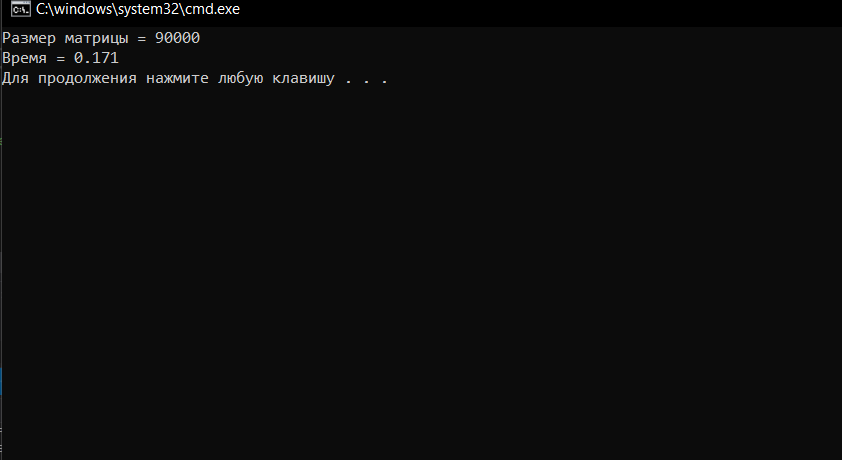 C:\windows\system32\cmd.exe
Размер матрицы = 90000
Время = 0.171
Для продолжения нажмите любую клавишу . . .